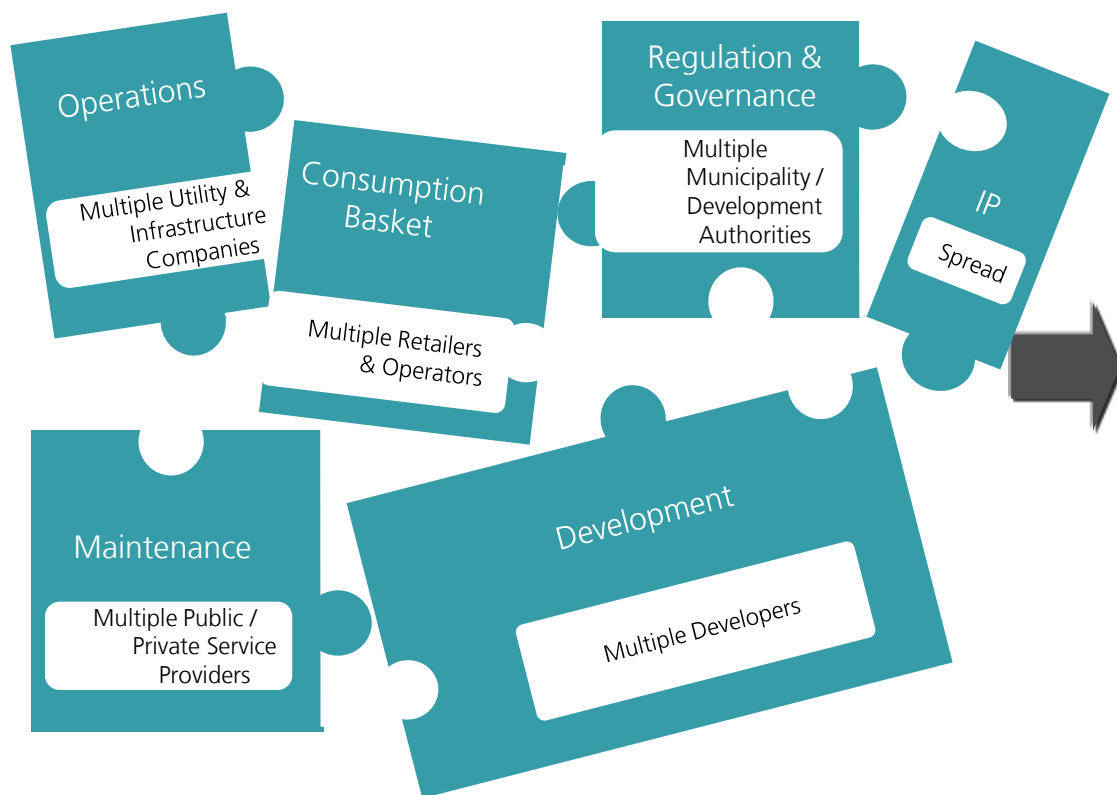 Operations
Multiple Utility &
Infrastructure
Companies
Consumption
Basket
Multiple Retailers
& Operators
Regulation &
Governance
Multiple
Municipality /
Development
Authorities
IP
Spread
Maintenance
Multiple Public /
Private Service
Providers
Development
Multiple Developers